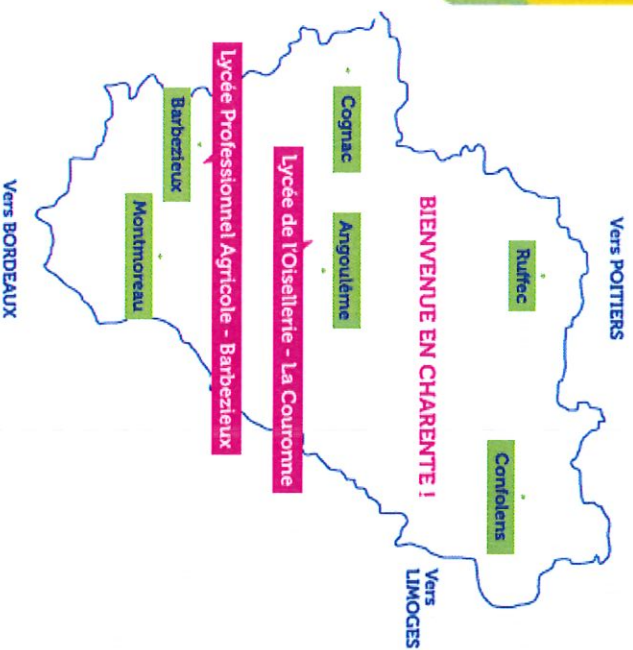 Vers POITIERS
Ruffec
Confolens
BIENVENUE EN CHARENTE !
Vers
LIMOGES
Cognac
Angoulême
Lycée de l'Oisellerie - La Couronne
Lycée Professionnel Agricole - Barbezieux
Barbezieux
Montmoreau
Vers BORDEAUX